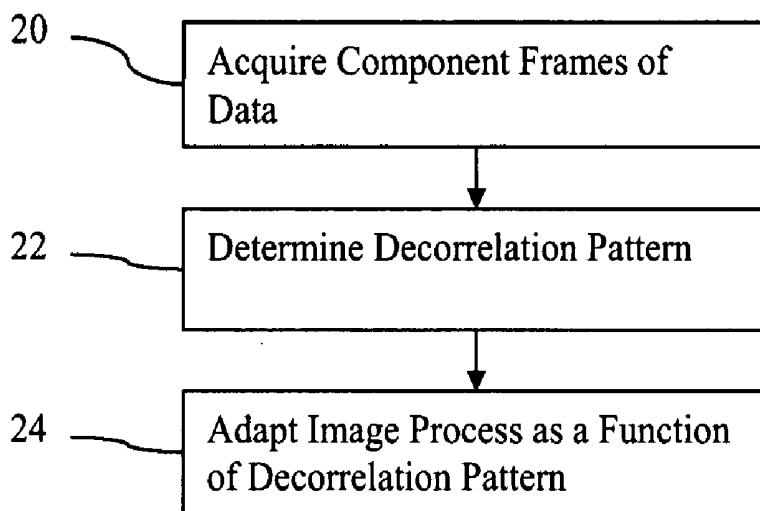 20
Acquire Component Frames of
Data
22
Determine Decorrelation Pattern
24
Adapt Image Process as a Function
of Decorrelation Pattern